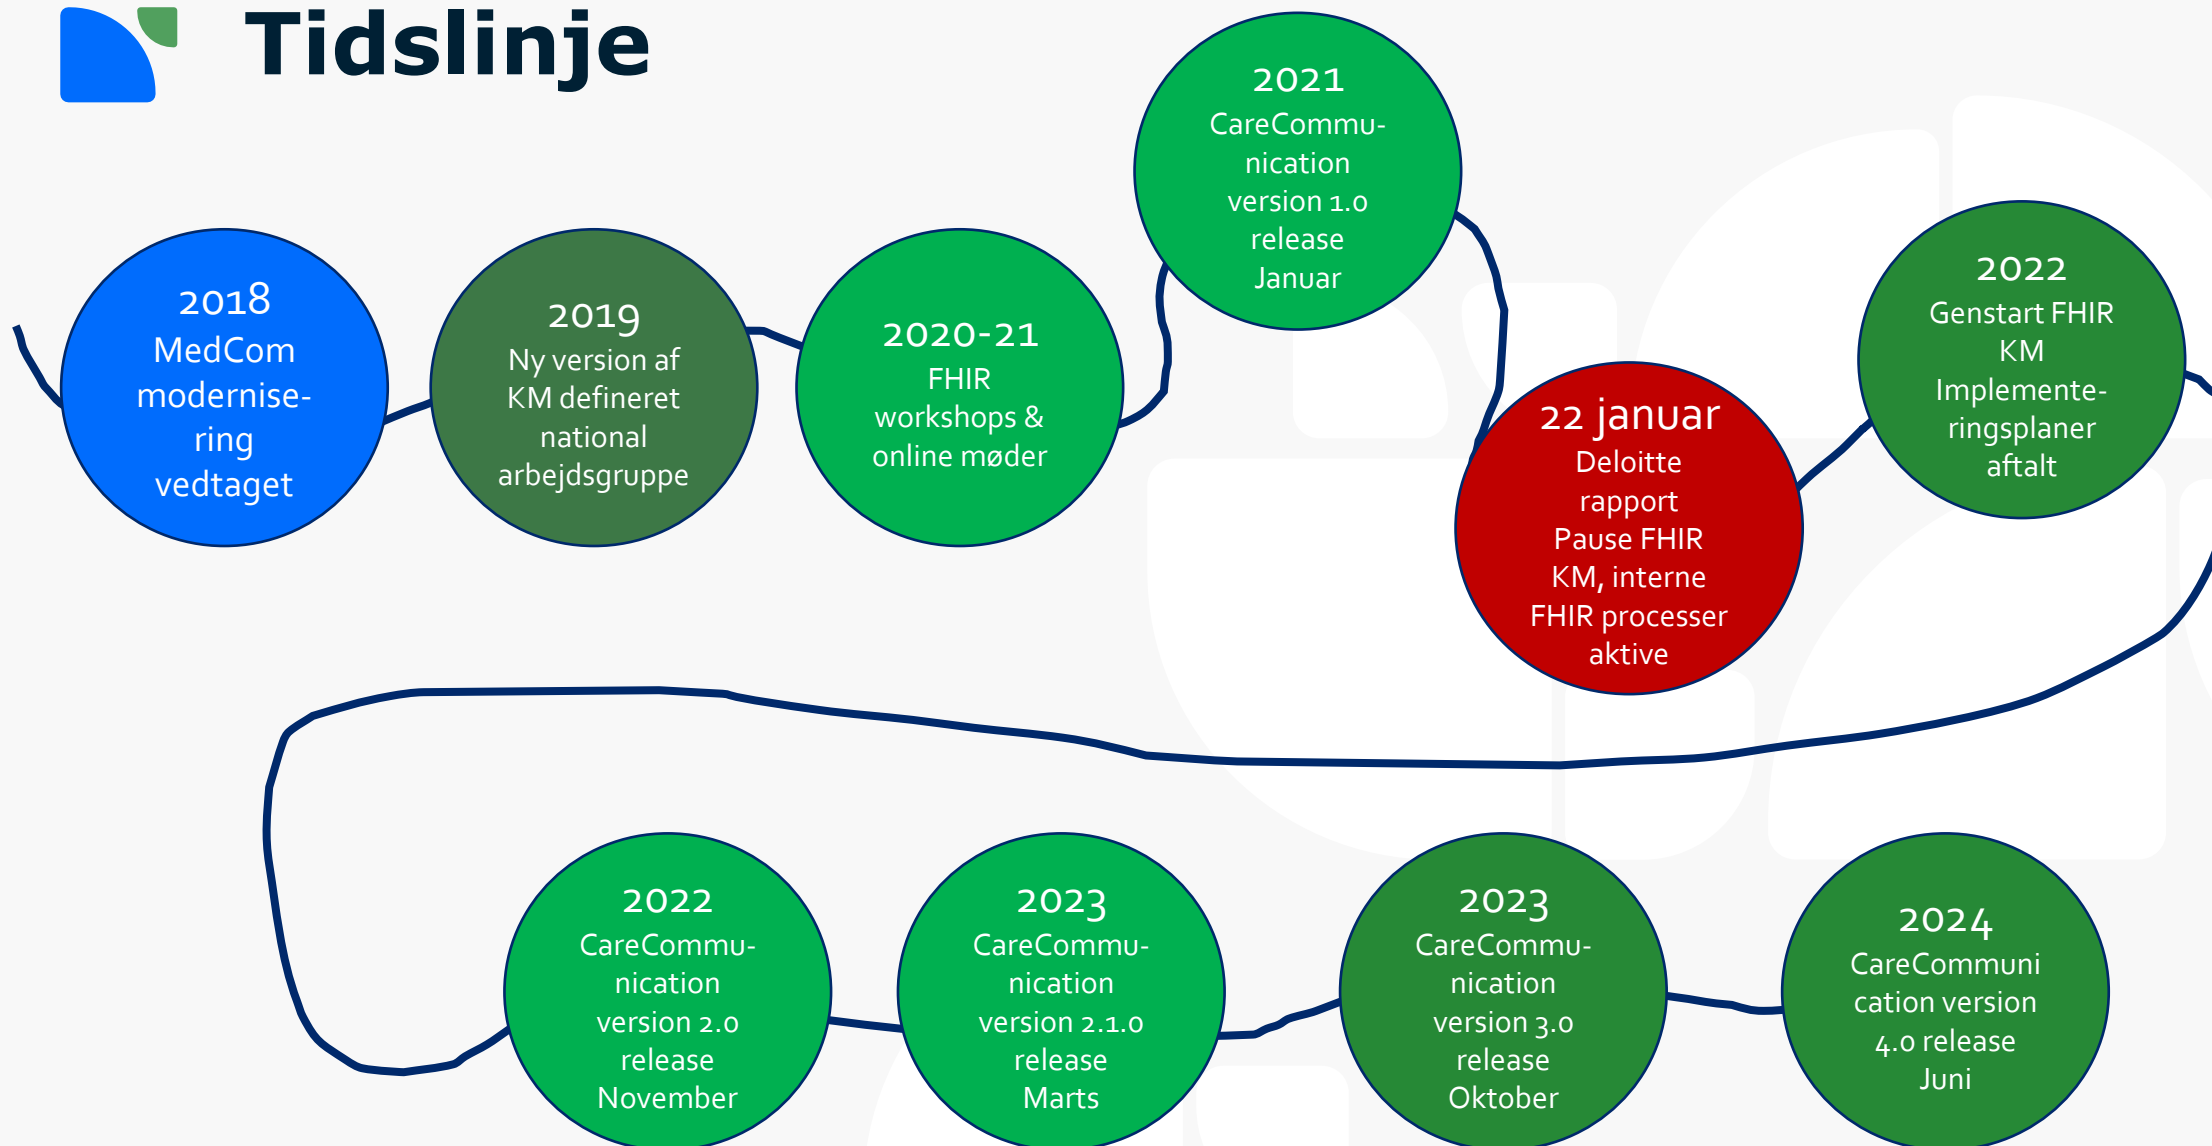 Tidslinje
2018
MedCom
modernise-
ring
vedtaget
2019
Ny version af
KM defineret
national
arbejdsgruppe
2020-21
FHIR
workshops &
online møder
2021
CareCommu-
nication
version 1.0
release
Januar
22 januar
Deloitte
rapport
Pause FHIR
KM, interne
FHIR processer
aktive
2022
Genstart FHIR
KM
Implemente-
ringsplaner
aftalt
2022
CareCommu-
nication
version 2.0
release
November
2023
CareCommu-
nication
version 2.1.0
release
Marts
2023
CareCommu-
nication
version 3.0
release
Oktober
2024
CareCommuni
cation version
4.0 release
Juni